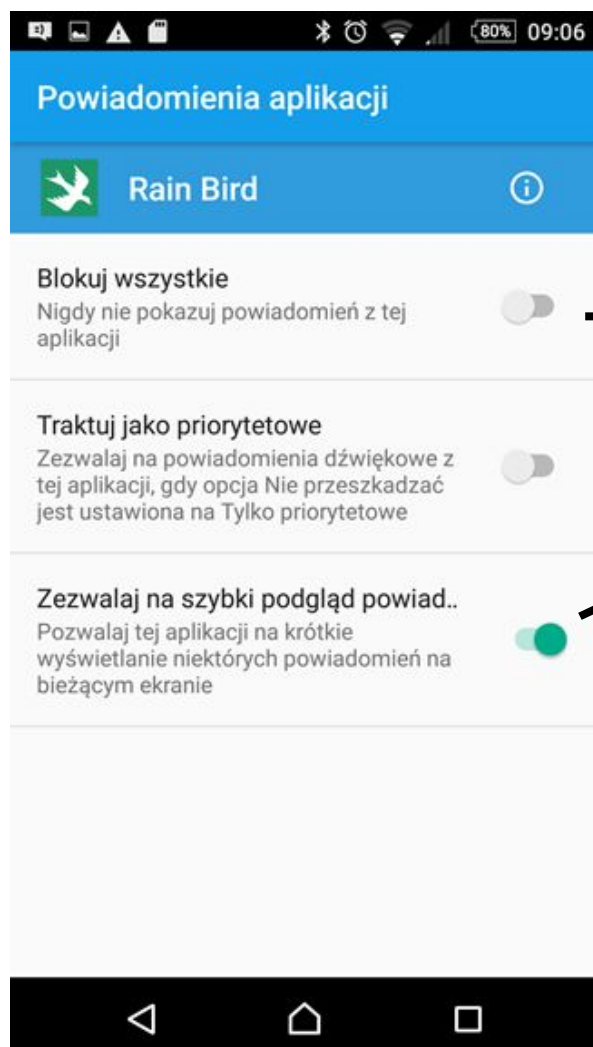 80% 09:06
Powiadomienia aplikacji
Rain Bird
Blokuj wszystkie
Nigdy nie pokazuj powiadomień z tej
aplikacji
Traktuj jako priorytetowe
Zezwalaj na powiadomienia dźwiękowe z
tej aplikacji, gdy opcja Nie przeszkadzać
jest ustawiona na Tylko priorytetowe
Zezwalaj na szybki podgląd powiad..
Pozwalaj tej aplikacji na krótkie
wyświetlanie niektórych powiadomień na
bieżącym ekranie